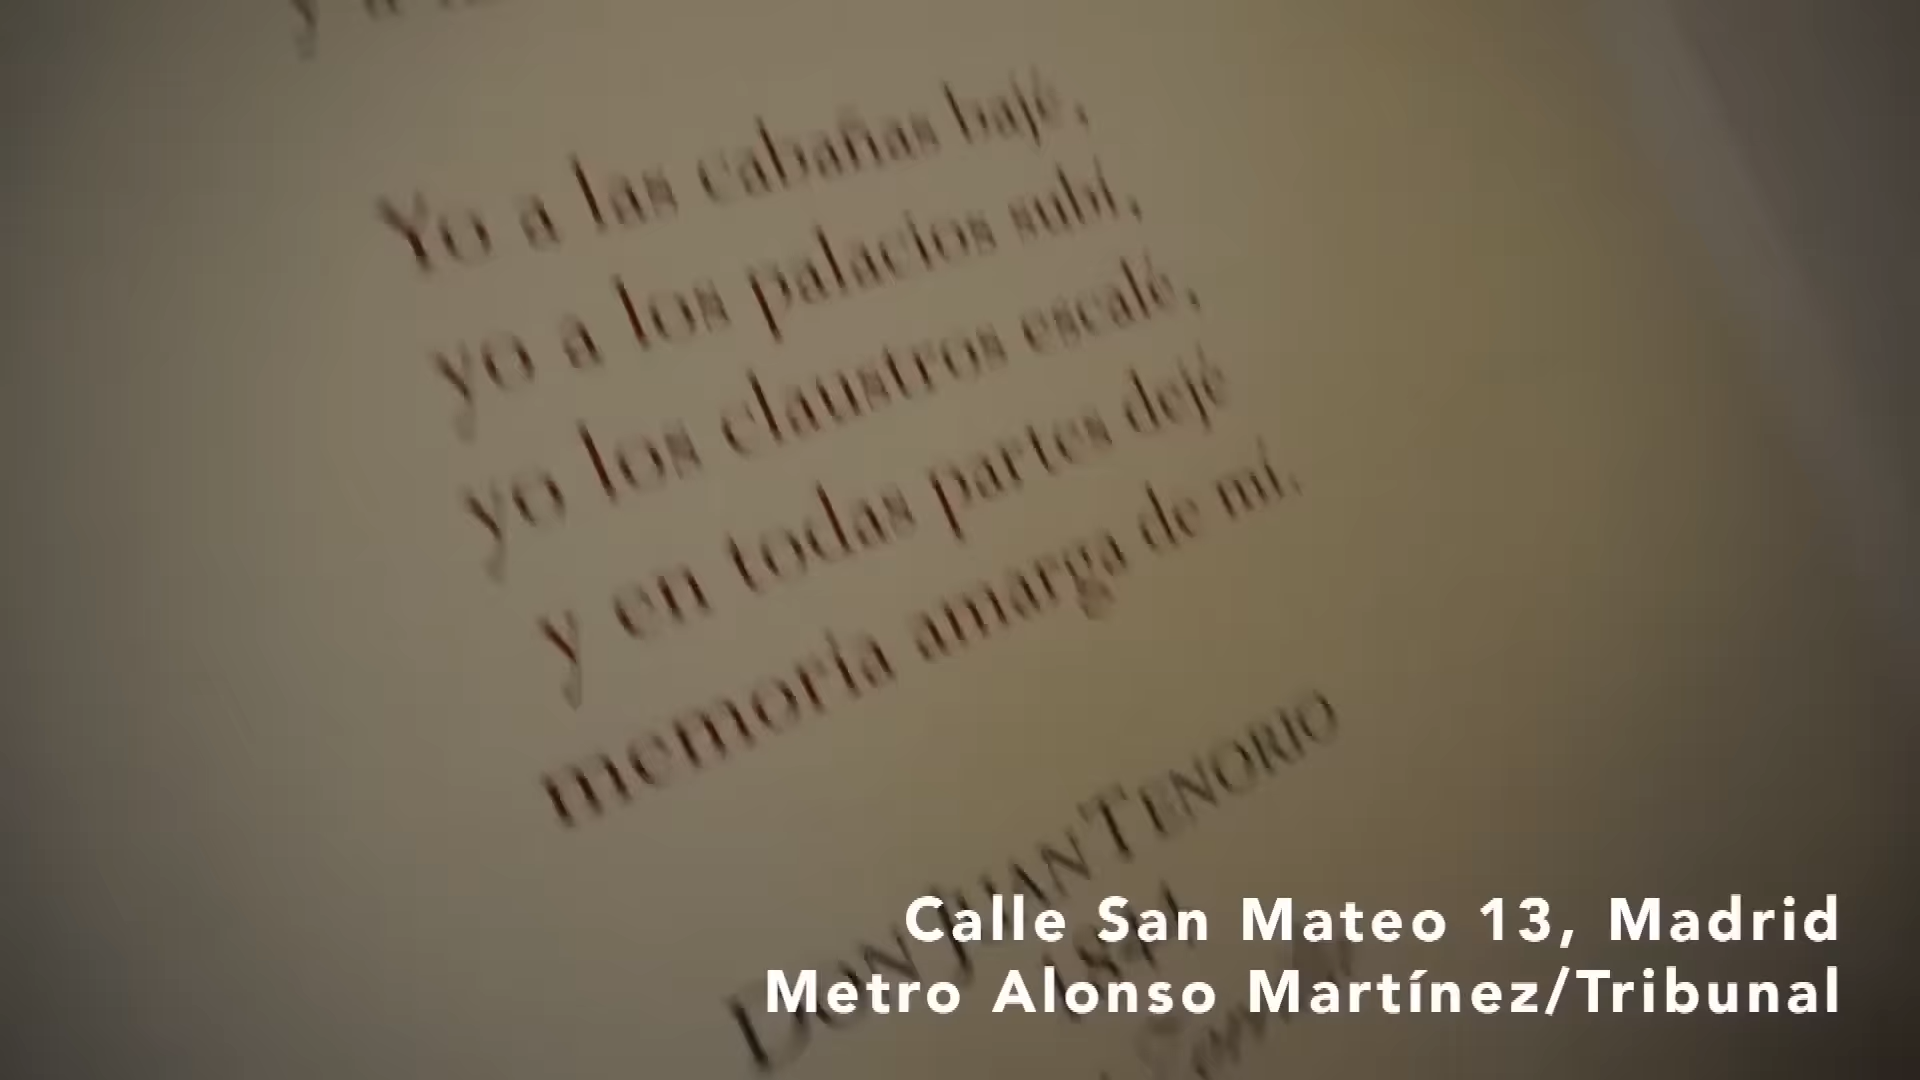 Yo a las cabañas bajé,
yo a los palacios subí,
yo los claustros escalé,
y en todas partes dejé
memoria amarga de mí.
DON JUAN TENORIO
Calle San Mateo 13, Madrid
Metro Alonso Martínez/Tribunal